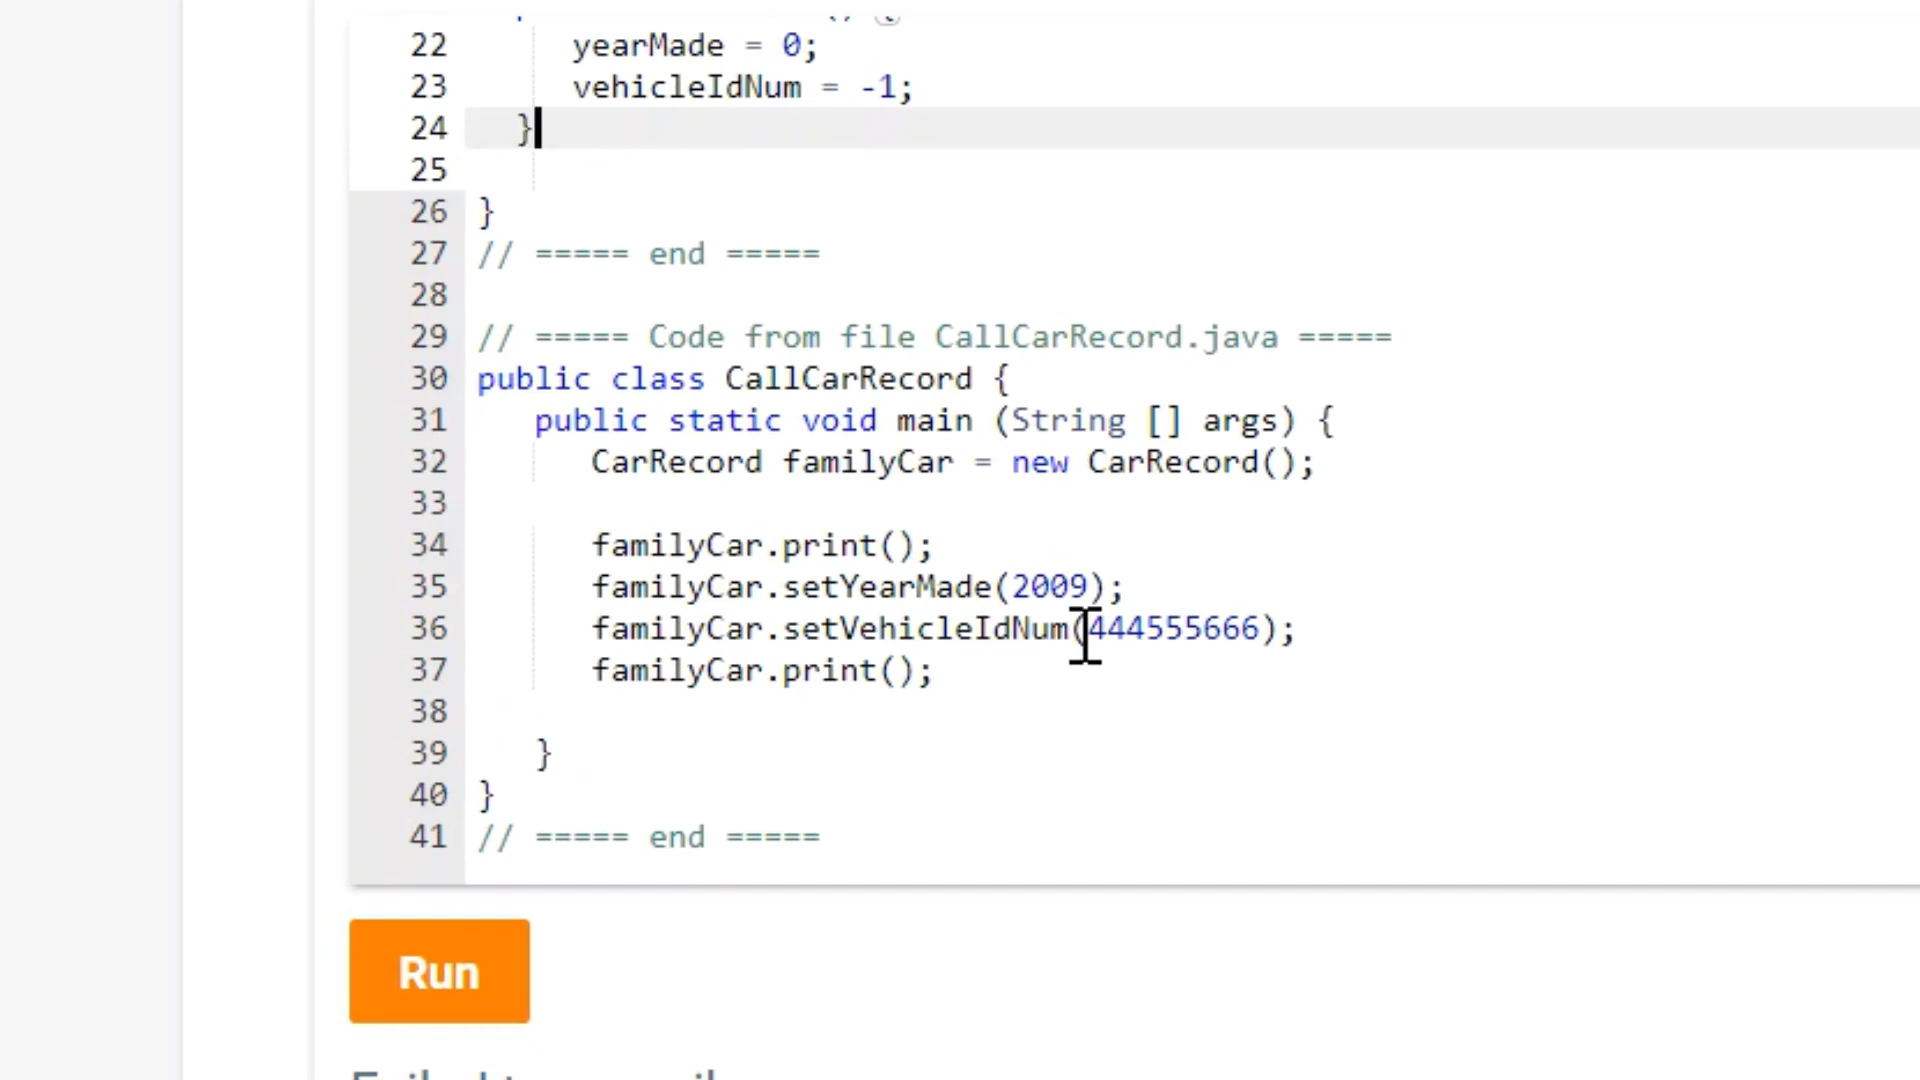 22 yearMade = 0;
23 vehicleIdNum = -1;
24 }
25
26 }
27 // ===== end =====
28
29 // ===== Code from file CallCarRecord.java =====
30 public class CallCarRecord {
31 public static void main (String [] args) {
32 CarRecord familyCar = new CarRecord();
33
34 familyCar.print();
35 familyCar.setYearMade(2009);
36 familyCar.setVehicleIdNum(444555666);
37 familyCar.print();
38
39 }
40 }
41 // ===== end =====
Run